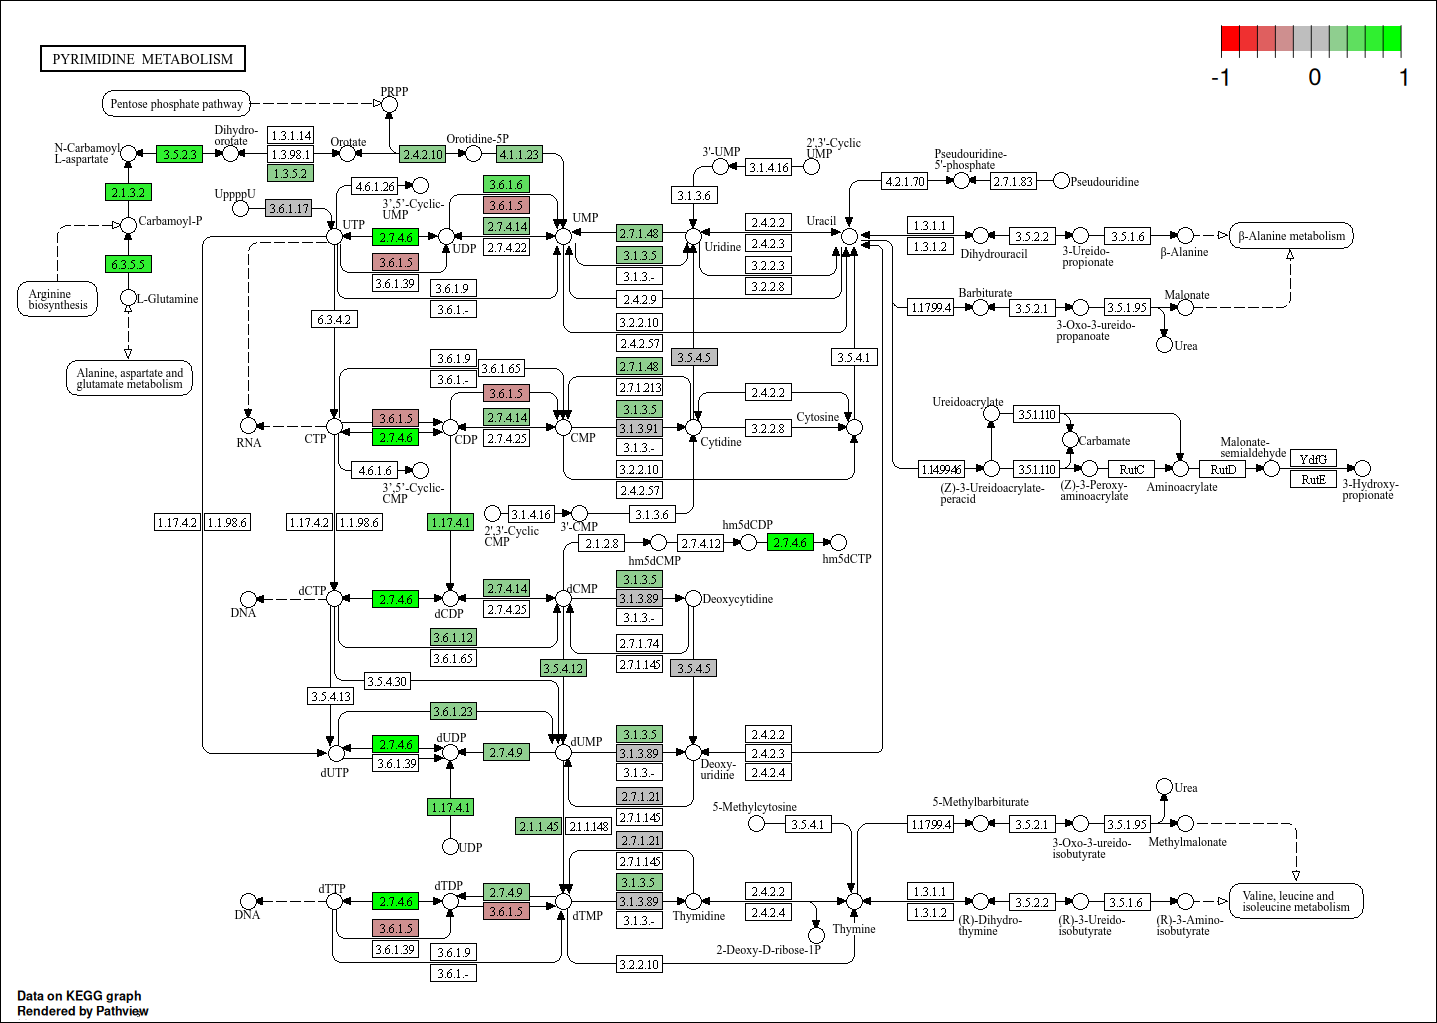 PYRIMIDINE METABOLISM
-1
0
1
Pentose phosphate pathway
PRPP
N-Carbamoyl-
L-aspartate
3.5.2.3
Dihydro-
orotate
1.3.1.14
1.3.98.1
1.3.5.2
Orotate
2.4.2.10
Orotidine-5P
4.1.1.23
2.1.3.2
UppppU
3.6.1.17
4.6.1.26
3',5'-Cyclic-
UMP
3.6.1.6
3.6.1.5
2.7.4.14
2.7.4.22
3'-UMP
3.1.4.16
2',3'-Cyclic
UMP
3.1.3.6
Pseudouridine-
5'-phosphate
4.2.1.70
2.7.1.83
Pseudouridine
Carbamoyl-P
UTP
2.7.4.6
UDP
UMP
2.7.1.48
3.1.3.5
3.1.3.-
2.4.2.9
3.2.2.10
2.4.2.57
Uridine
2.4.2.2
2.4.2.3
3.2.2.3
3.2.2.8
Uracil
1.3.1.1
1.3.1.2
Dihydrouracil
3.5.2.2
3-Ureido-
propionate
3.5.1.6
β-Alanine
β-Alanine metabolism
6.3.5.5
3.6.1.5
3.6.1.39
3.6.1.9
3.6.1.-
Arginine
biosynthesis
L-Glutamine
6.3.4.2
Barbiturate
1.17.99.4
3.5.2.1
3-Oxo-3-ureido-
propanoate
3.5.1.95
Malonate
Urea
Alanine, aspartate and
glutamate metabolism
3.6.1.9
3.6.1.-
3.6.1.65
2.7.1.48
2.7.1.213
3.5.4.5
3.5.4.1
3.6.1.5
3.6.1.5
2.7.4.6
2.7.4.14
2.7.4.25
3.1.3.5
3.1.3.91
3.1.3.-
3.2.2.10
2.4.2.57
2.4.2.2
3.2.2.8
Cytosine
RNA
CTP
CDP
CMP
Cytidine
Ureidoacrylate
3.5.1.110
Carbamate
1.14.99.46
3.5.1.110
RutC
RutD
Malonate-
semialdehyde
YdfG
RutE
(Z)-3-Ureidoacrylate-
peracid
(Z)-3-Peroxy-
aminoacrylate
Aminoacrylate
3-Hydroxy-
propionate
4.6.1.6
3',5'-Cyclic-
CMP
1.17.4.2
1.1.98.6
1.17.4.2
1.1.98.6
1.17.4.1
2',3'-Cyclic
CMP
3.1.4.16
3'-CMP
3.1.3.6
2.1.2.8
hm5dCMP
2.7.4.12
hm5dCDP
2.7.4.6
hm5dCTP
DNA
dCTP
2.7.4.6
dCDP
2.7.4.14
2.7.4.25
dCMP
3.1.3.5
3.1.3.89
3.1.3.-
Deoxycytidine
3.6.1.12
3.6.1.65
2.7.1.74
2.7.1.145
3.5.4.12
3.5.4.5
3.5.4.30
3.5.4.13
3.6.1.23
dUTP
2.7.4.6
3.6.1.39
dUDP
2.7.4.9
dUMP
3.1.3.5
3.1.3.89
3.1.3.-
Deoxy-
uridine
2.4.2.2
2.4.2.3
2.4.2.4
1.17.4.1
UDP
2.7.1.21
2.7.1.145
2.1.1.45
2.1.1.148
2.7.1.21
2.7.1.145
5-Methylcytosine
3.5.4.1
5-Methylbarbiturate
1.17.99.4
3.5.2.1
3-Oxo-3-ureido-
isobutyrate
3.5.1.95
Urea
Methylmalonate
DNA
dTTP
2.7.4.6
dTDP
2.7.4.9
3.6.1.5
dTMP
3.1.3.5
3.1.3.89
3.1.3.-
Thymidine
2.4.2.2
2.4.2.4
2-Deoxy-D-ribose-1P
Thymine
1.3.1.1
1.3.1.2
(R)-Dihydro-
thymine
3.5.2.2
(R)-3-Ureido-
isobutyrate
3.5.1.6
(R)-3-Amino-
isobutyrate
Valine, leucine and
isoleucine metabolism
3.6.1.5
3.6.1.39
3.6.1.9
3.6.1.-
3.2.2.10
Data on KEGG graph
Rendered by Pathview